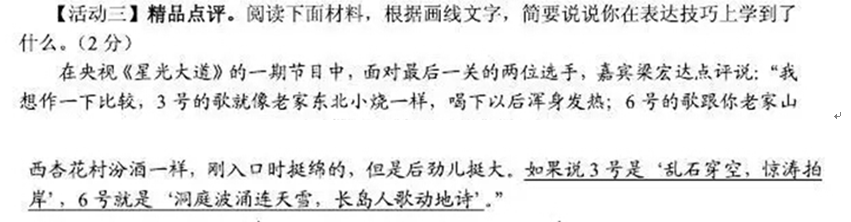 【活动三】精品点评。阅读下面材料，根据画线文字，简要说说你在表达技巧上学到了
什么。（2分）
在央视《星光大道》的一期节目中，面对最后一关的两位选手，嘉宾梁宏达点评说：“我
想作一下比较，3号的歌就像老家东北小烧一样，喝下以后浑身发热；6号的歌跟你老家山
西杏花村汾酒一样，刚入口时挺绵的，但是后劲儿挺大。如果说3号是‘乱石穿空，惊涛拍
岸’，6号就是‘洞庭波涌连天雪，长岛人歌动地诗’。”